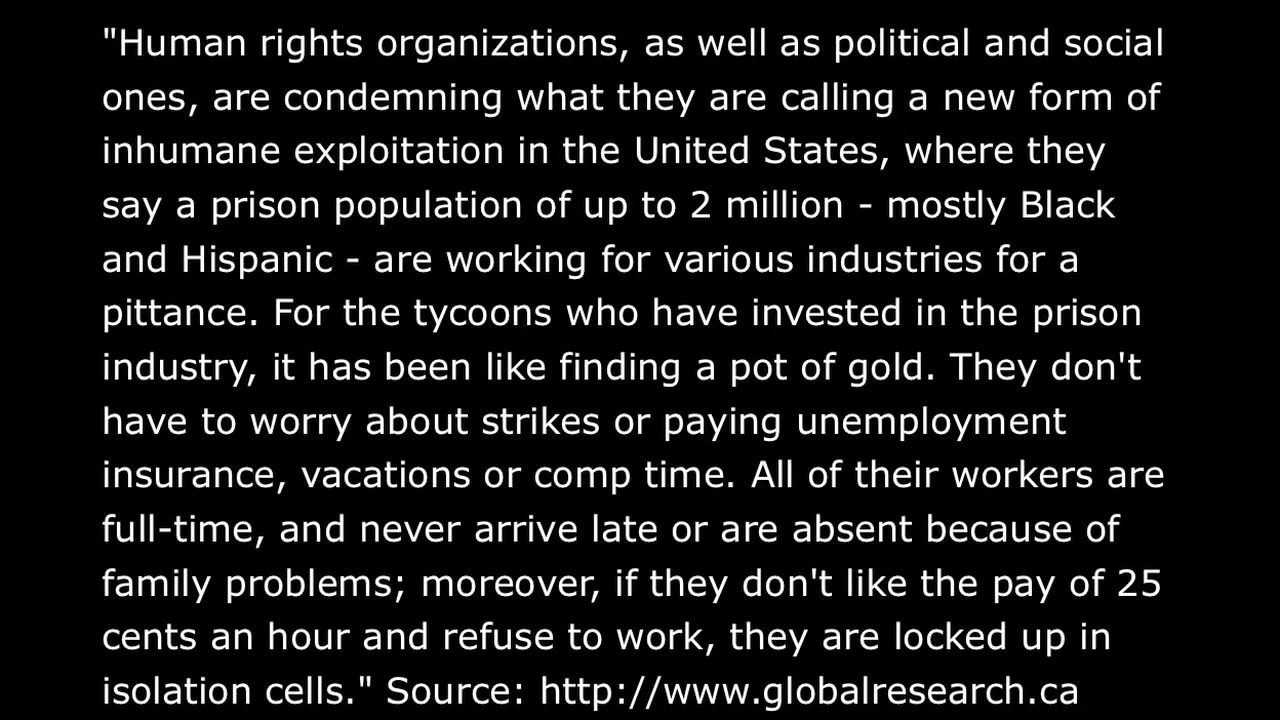 "Human rights organizations, as well as political and social
ones, are condemning what they are calling a new form of
inhumane exploitation in the United States, where they
say a prison population of up to 2 million - mostly Black
and Hispanic - are working for various industries for a
pittance. For the tycoons who have invested in the prison
industry, it has been like finding a pot of gold. They don't
have to worry about strikes or paying unemployment
insurance, vacations or comp time. All of their workers are
full-time, and never arrive late or are absent because of
family problems; moreover, if they don't like the pay of 25
cents an hour and refuse to work, they are locked up in
isolation cells." Source: http://www.globalresearch.ca